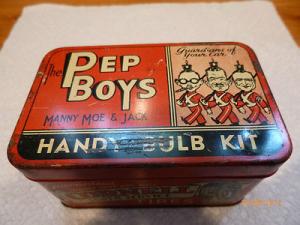 The PEP
BOYS
Guardians of
Your Car
MANNY MOE & JACK
HANDY BULB KIT